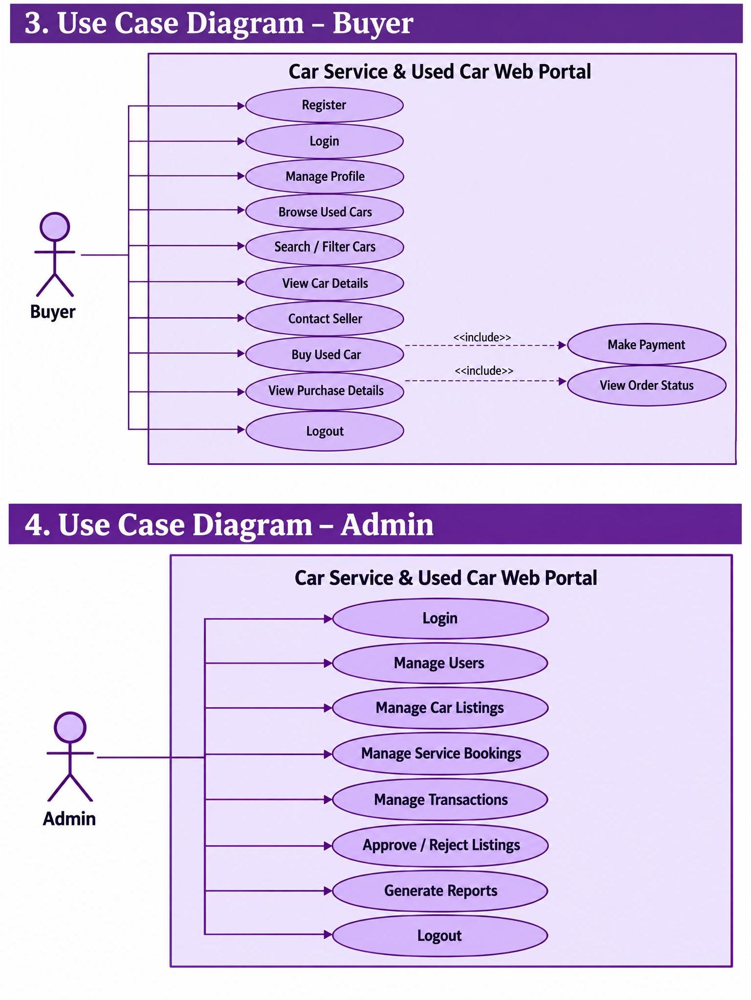 3. Use Case Diagram – Buyer
Car Service & Used Car Web Portal
Register
Login
Manage Profile
Browse Used Cars
Search / Filter Cars
View Car Details
Contact Seller
Buy Used Car
View Purchase Details
Logout
<<include>>
Make Payment
<<include>>
View Order Status
Buyer
4. Use Case Diagram – Admin
Car Service & Used Car Web Portal
Login
Manage Users
Manage Car Listings
Manage Service Bookings
Manage Transactions
Approve / Reject Listings
Generate Reports
Logout
Admin